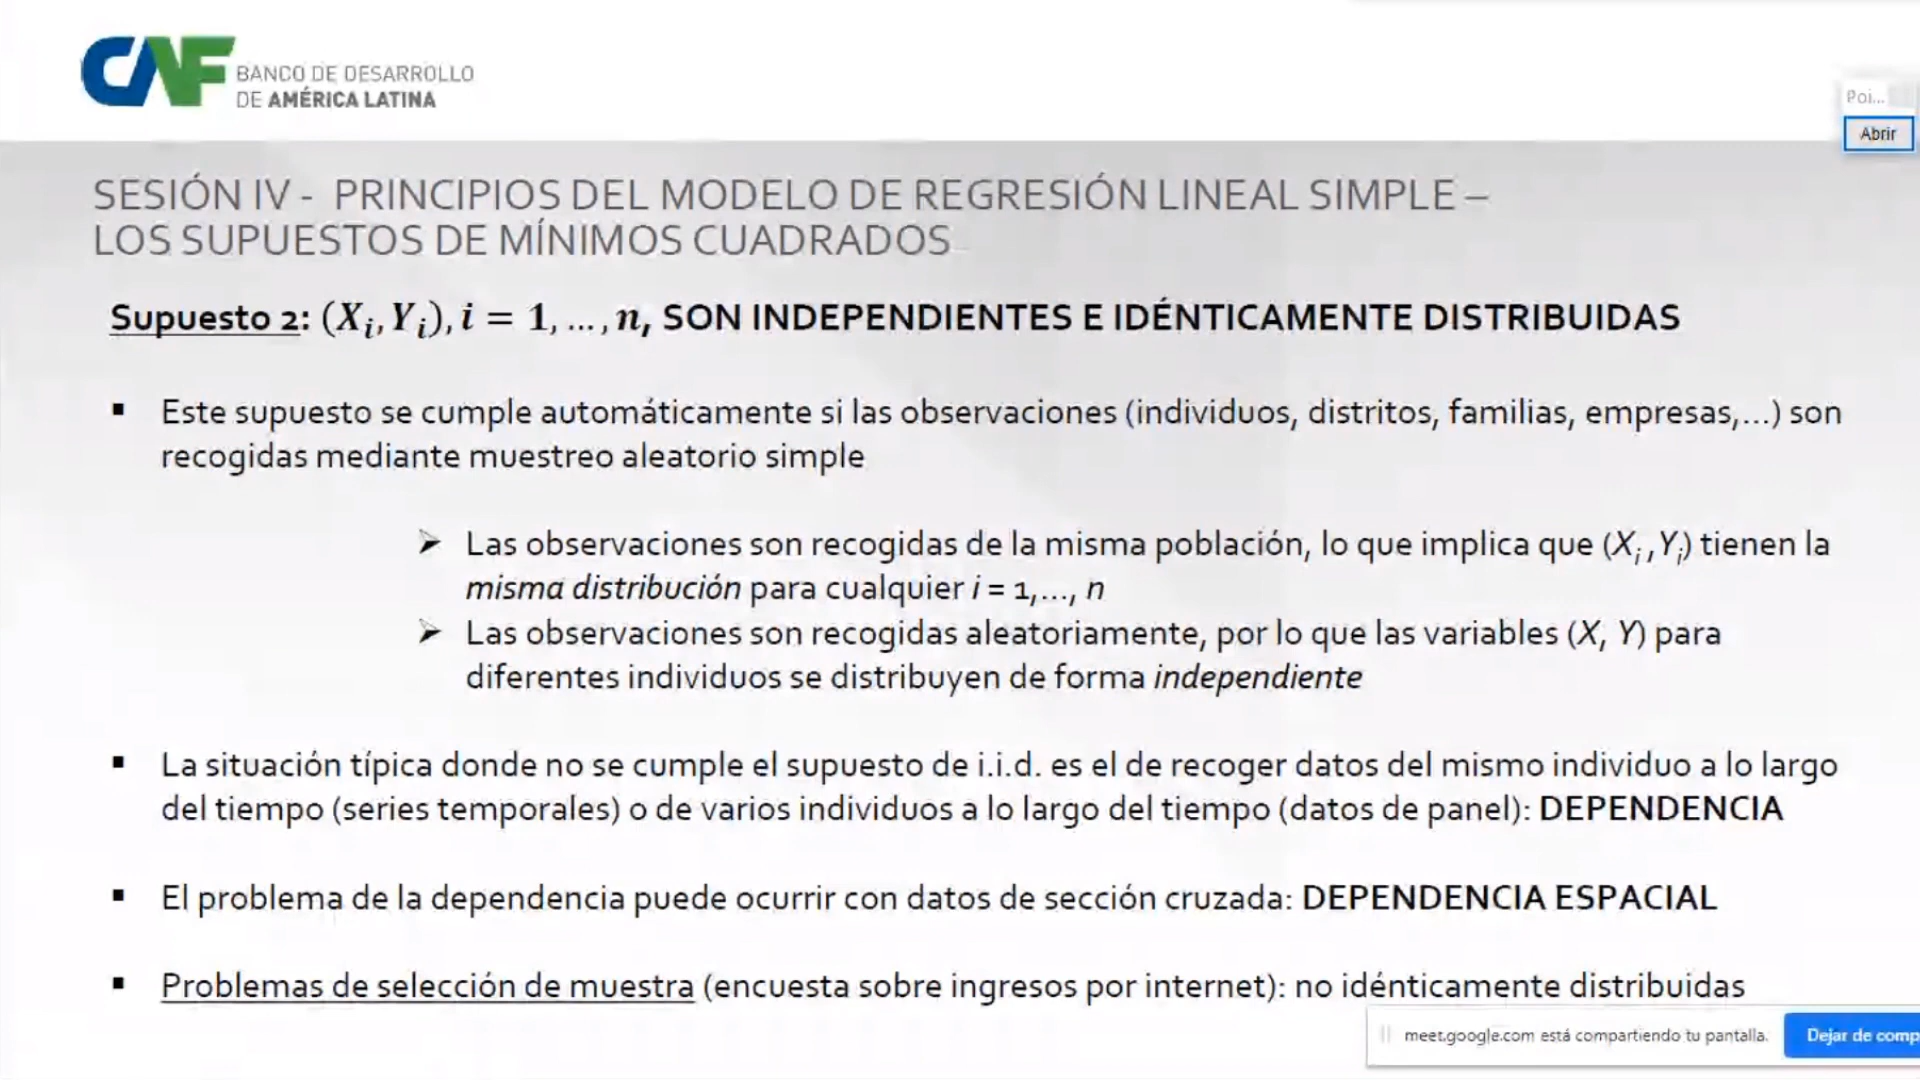 CAF BANCO DE DESARROLLO
DE AMÉRICA LATINA
Poi...
Abrir
SESIÓN IV - PRINCIPIOS DEL MODELO DE REGRESIÓN LINEAL SIMPLE –
LOS SUPUESTOS DE MÍNIMOS CUADRADOS
Supuesto 2: (Xᵢ, Yᵢ), i = 1, … , n, SON INDEPENDIENTES E IDÉNTICAMENTE DISTRIBUIDAS
▪ Este supuesto se cumple automáticamente si las observaciones (individuos, distritos, familias, empresas,…) son
recogidas mediante muestreo aleatorio simple
➢ Las observaciones son recogidas de la misma población, lo que implica que (Xᵢ ,Yᵢ) tienen la
misma distribución para cualquier i = 1,…, n
➢ Las observaciones son recogidas aleatoriamente, por lo que las variables (X, Y) para
diferentes individuos se distribuyen de forma independiente
▪ La situación típica donde no se cumple el supuesto de i.i.d. es el de recoger datos del mismo individuo a lo largo
del tiempo (series temporales) o de varios individuos a lo largo del tiempo (datos de panel): DEPENDENCIA
▪ El problema de la dependencia puede ocurrir con datos de sección cruzada: DEPENDENCIA ESPACIAL
▪ Problemas de selección de muestra (encuesta sobre ingresos por internet): no idénticamente distribuidas
meet.google.com está compartiendo tu pantalla.
Dejar de comp